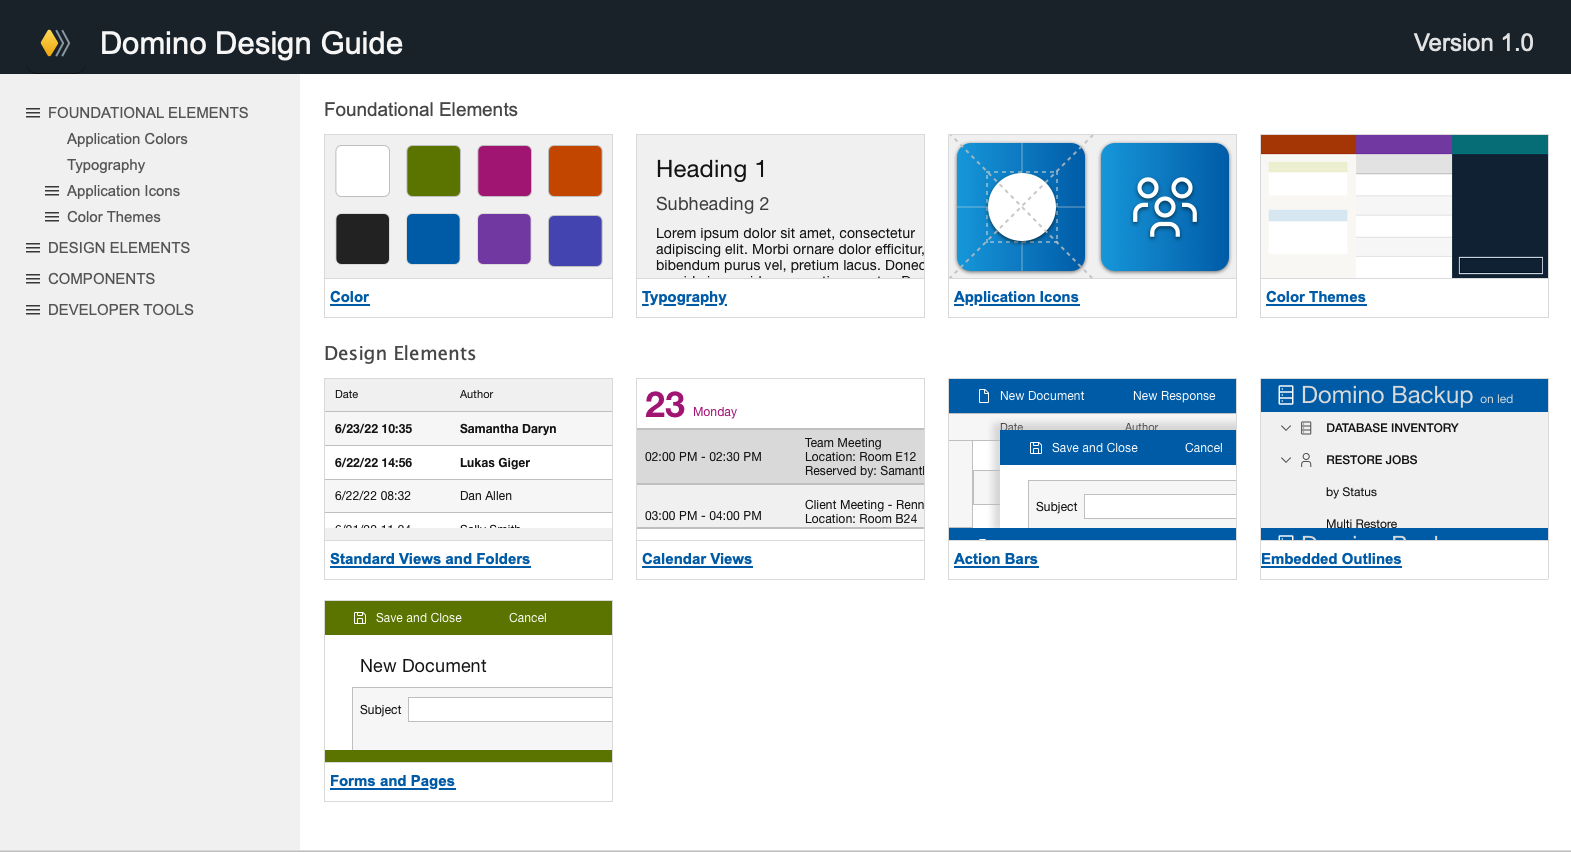 Domino Design Guide
Version 1.0
FOUNDATIONAL ELEMENTS
Application Colors
Typography
Application Icons
Color Themes
DESIGN ELEMENTS
COMPONENTS
DEVELOPER TOOLS
Foundational Elements
Color
Heading 1
Subheading 2
Lorem ipsum dolor sit amet, consectetur
adipiscing elit. Morbi ornare dolor efficitur,
bibendum purus vel, pretium lacus. Donec
Typography
Application Icons
Color Themes
Design Elements
Date Author
6/23/22 10:35 Samantha Daryn
6/22/22 14:56 Lukas Giger
6/22/22 08:32 Dan Allen
Standard Views and Folders
23 Monday
02:00 PM - 02:30 PM
Team Meeting
Location: Room E12
Reserved by: Samant
03:00 PM - 04:00 PM
Client Meeting - Renn
Location: Room B24
Calendar Views
New Document New Response
Date Author
Save and Close Cancel
Subject
Action Bars
Domino Backup on led
DATABASE INVENTORY
RESTORE JOBS
by Status
Multi Restore
Embedded Outlines
Save and Close Cancel
New Document
Subject
Forms and Pages